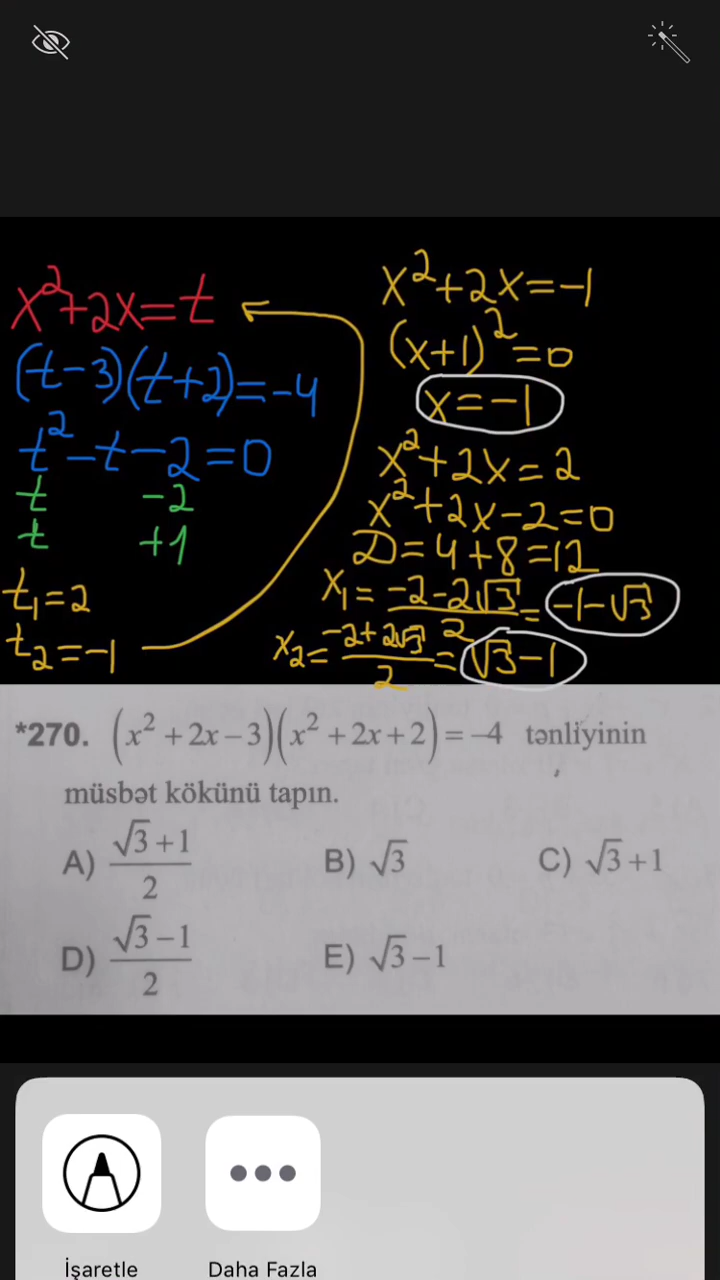 x²+2x=t
(t-3)(t+2)=-4
t²-t-2=0
t -2
t +1
t₁=2
t₂=-1
x²+2x=-1
(x+1)²=0
x=-1
x²+2x=2
x²+2x-2=0
D=4+8=12
x₁=(-2-2√3)/2=-1-√3
x₂=(-2+2√3)/2=√3-1
*270. (x²+2x-3)(x²+2x+2)=-4 tənliyinin
müsbət kökünü tapın.
A) (√3+1)/2 B) √3 C) √3+1
D) (√3-1)/2 E) √3-1
İşaretle Daha Fazla